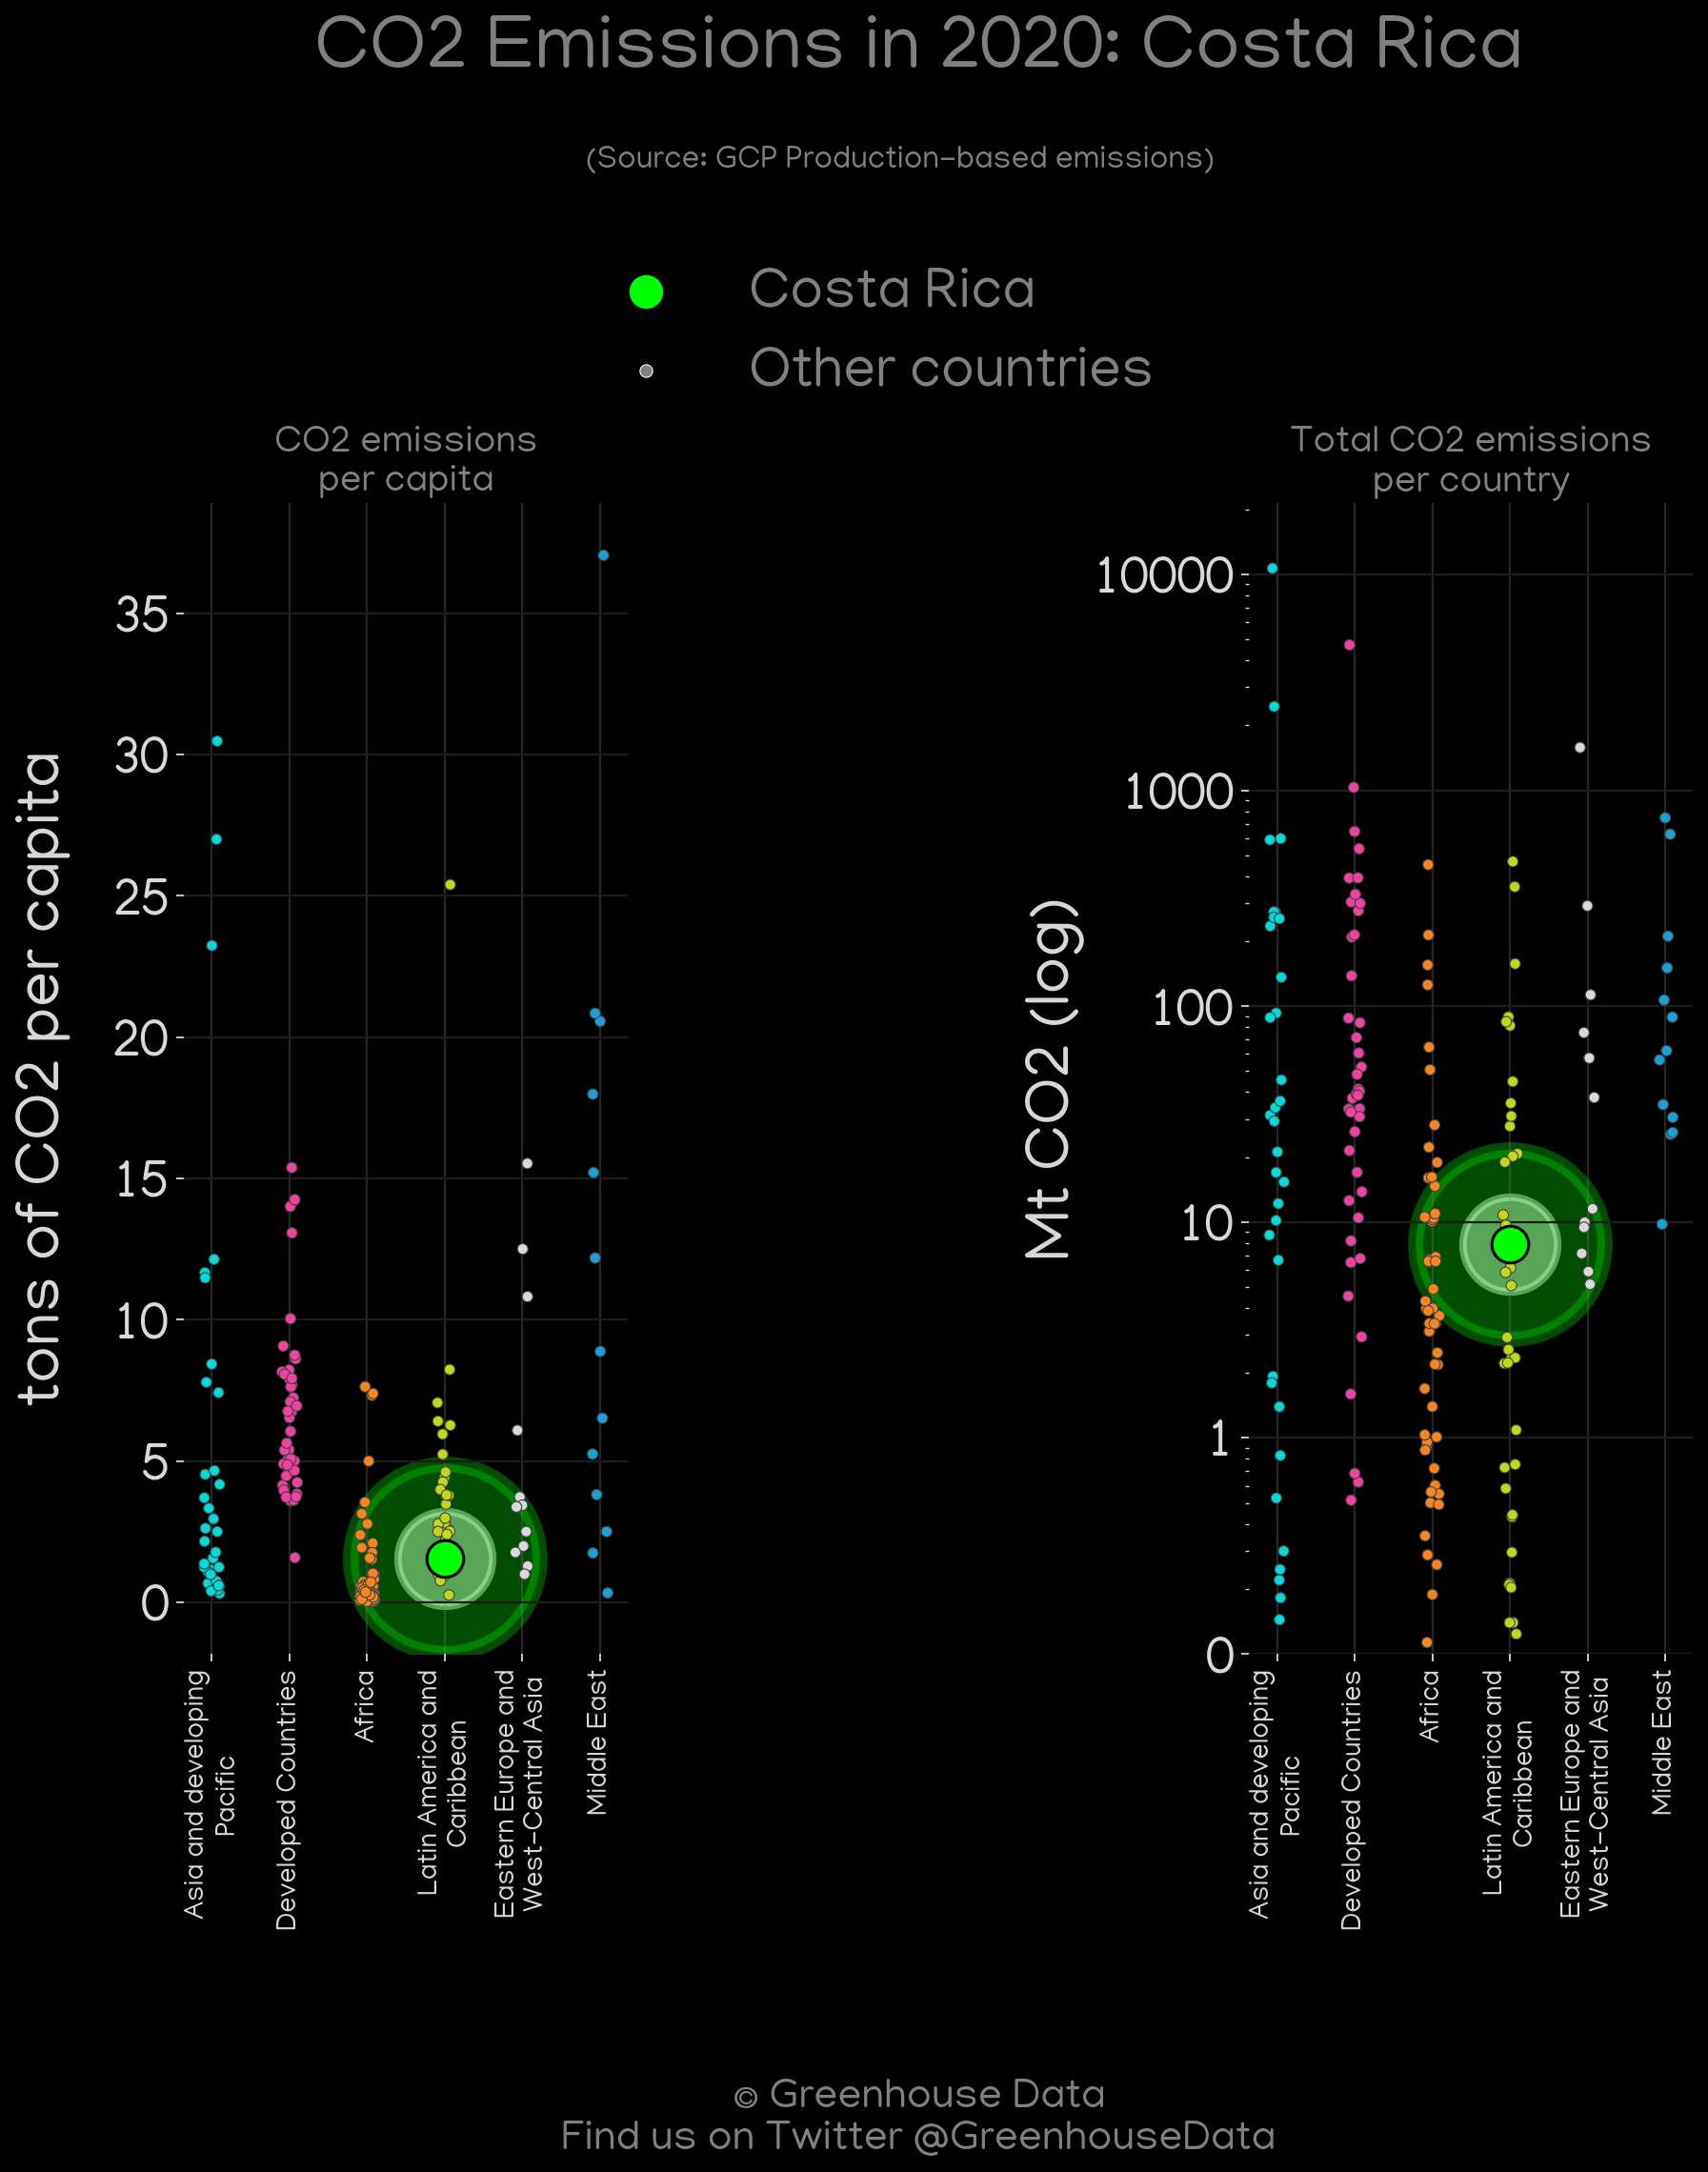 CO2 Emissions in 2020: Costa Rica
(Source: GCP Production-based emissions)
Costa Rica
Other countries
CO2 emissions
per capita
tons of CO2 per capita
35
30
25
20
15
10
5
0
Asia and developing
Pacific
Developed Countries
Africa
Latin America and
Caribbean
Eastern Europe and
West-Central Asia
Middle East
Total CO2 emissions
per country
Mt CO2 (log)
10000
1000
100
10
1
0
Asia and developing
Pacific
Developed Countries
Africa
Latin America and
Caribbean
Eastern Europe and
West-Central Asia
Middle East
© Greenhouse Data
Find us on Twitter @GreenhouseData